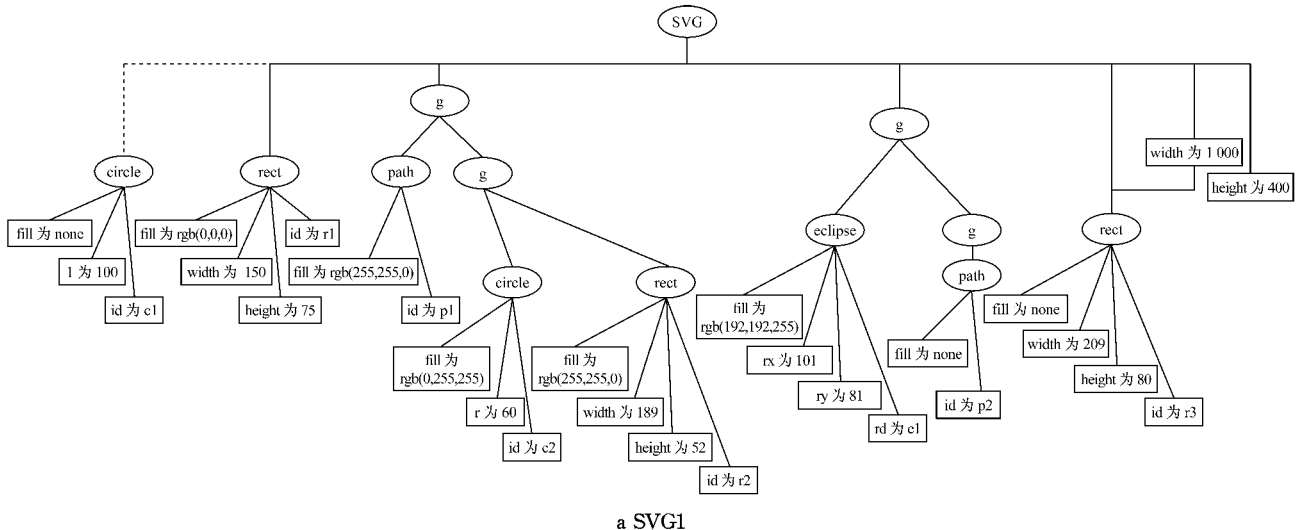 SVG
g
g
width 为 1 000
circle
rect
path
g
height 为 400
fill 为 none
fill 为 rgb(0,0,0)
id 为 r1
eclipse
g
rect
1 为 100
width 为 150
fill 为 rgb(255,255,0)
circle
rect
path
id 为 c1
height 为 75
id 为 p1
fill 为
rgb(192,192,255)
fill 为 none
fill 为
rgb(0,255,255)
fill 为
rgb(255,255,0)
rx 为 101
fill 为 none
width 为 209
height 为 80
r 为 60
width 为 189
ry 为 81
id 为 p2
id 为 r3
id 为 c2
height 为 52
rd 为 e1
id 为 r2
a SVG1